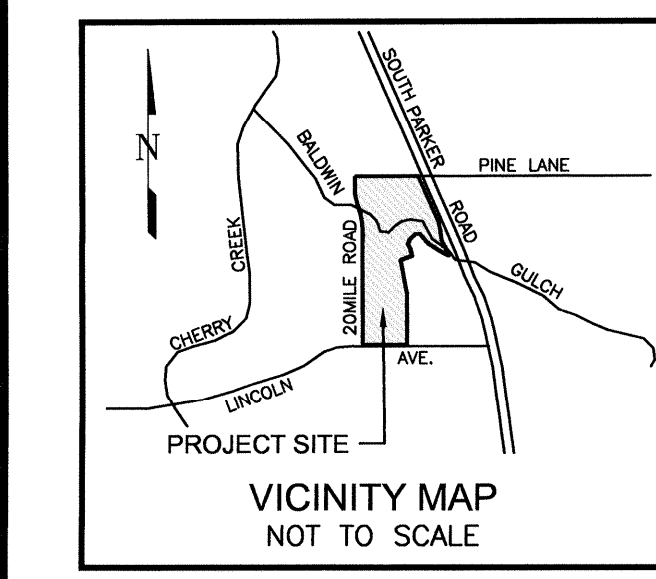 N
SOUTH PARKER
ROAD
BALDWIN
PINE LANE
CREEK
20MILE ROAD
GULCH
CHERRY
AVE.
LINCOLN
PROJECT SITE
VICINITY MAP
NOT TO SCALE